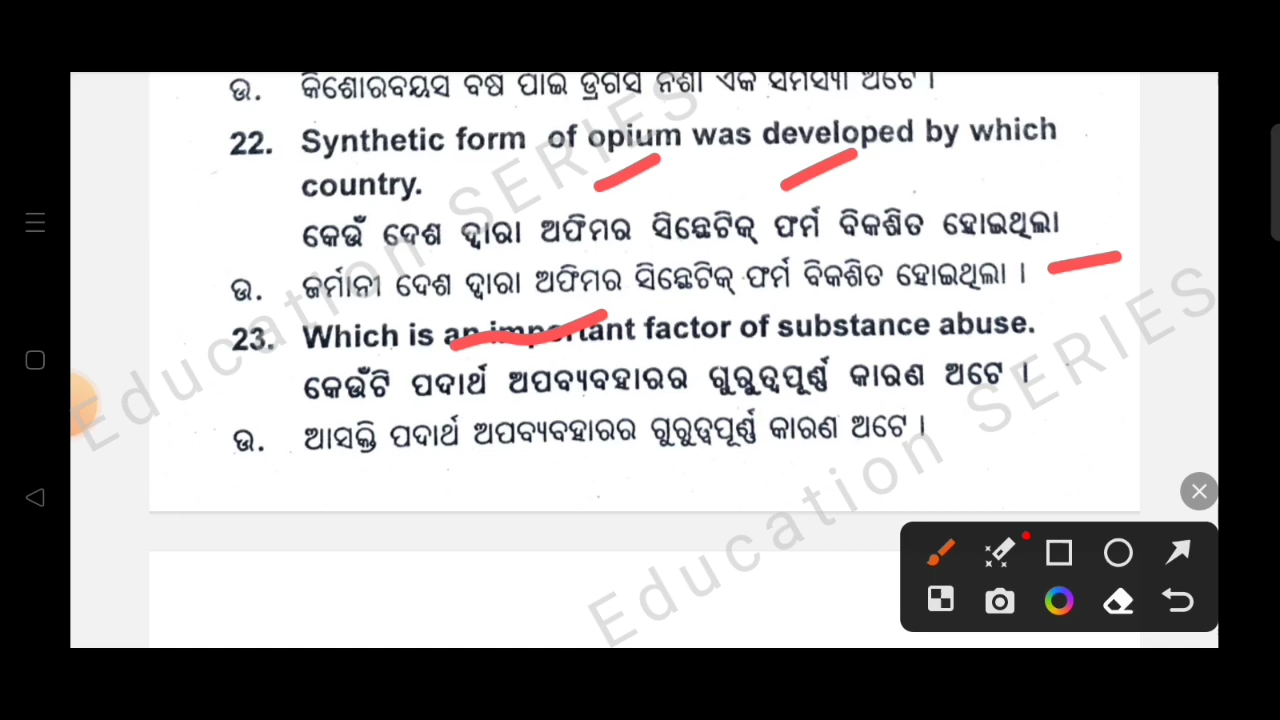 ଉ. କିଶୋରବୟସ ବର୍ଷ ପାଇଁ ଡ୍ରଗସ ନିଶା ଏକ ସମସ୍ୟା ଅଟେ ।
22. Synthetic form of opium was developed by which
country.
କେଉଁ ଦେଶ ଦ୍ୱାରା ଅଫିମର ସିନ୍ଥେଟିକ୍ ଫର୍ମ ବିକଶିତ ହୋଇଥିଲା
ଉ. ଜର୍ମାନୀ ଦେଶ ଦ୍ୱାରା ଅଫିମର ସିନ୍ଥେଟିକ୍ ଫର୍ମ ବିକଶିତ ହୋଇଥିଲା ।
23. Which is an important factor of substance abuse.
କେଉଁଟି ପଦାର୍ଥ ଅପବ୍ୟବହାରର ଗୁରୁତ୍ୱପୂର୍ଣ୍ଣ କାରଣ ଅଟେ ।
ଉ. ଆସକ୍ତି ପଦାର୍ଥ ଅପବ୍ୟବହାରର ଗୁରୁତ୍ୱପୂର୍ଣ୍ଣ କାରଣ ଅଟେ ।
Education SERIES
Education SERIES